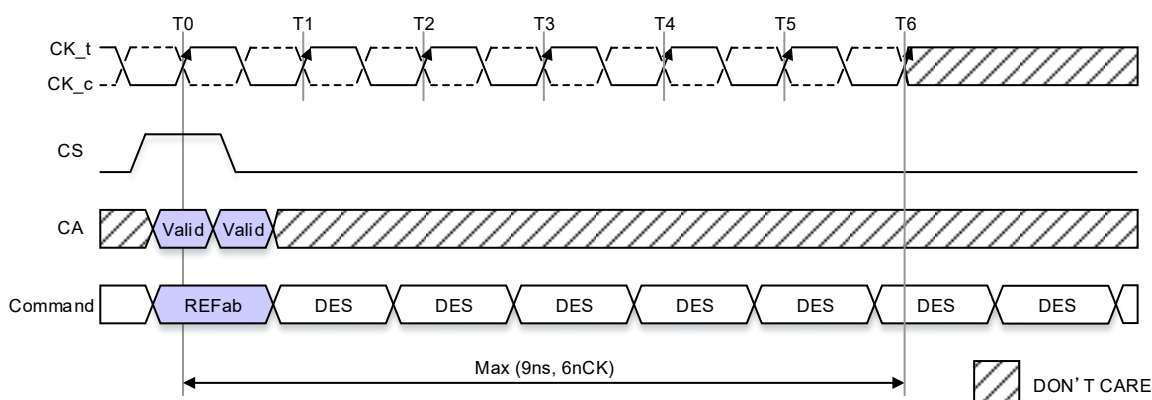 T0 T1 T2 T3 T4 T5 T6
CK_t
CK_c
CS
CA Valid Valid
Command REFab DES DES DES DES DES DES DES
Max (9ns, 6nCK)
DON'T CARE